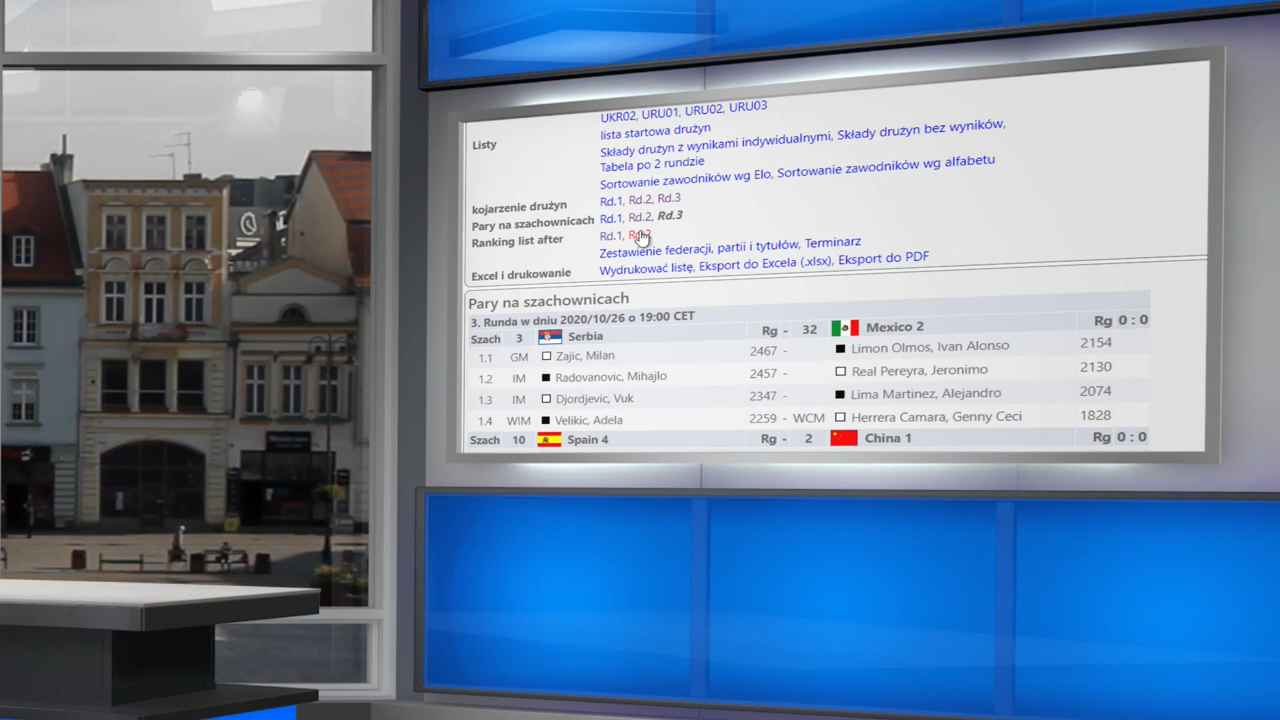 UKR02, URU01, URU02, URU03
Listy
lista startowa drużyn
Składy drużyn z wynikami indywidualnymi, Składy drużyn bez wyników,
Tabela po 2 rundzie
Sortowanie zawodników wg Elo, Sortowanie zawodników wg alfabetu
kojarzenie drużyn Rd.1, Rd.2, Rd.3
Pary na szachownicach Rd.1, Rd.2, Rd.3
Ranking list after Rd.1,
Zestawienie federacji, partii i tytułów, Terminarz
Excel i drukowanie Wydrukować listę, Eksport do Excela (.xlsx), Eksport do PDF
Pary na szachownicach
3. Runda w dniu 2020/10/26 o 19:00 CET
Szach 3 Serbia Rg - 32 Mexico 2 Rg 0 : 0
1.1 GM Zajic, Milan 2467 - Limon Olmos, Ivan Alonso 2154
1.2 IM Radovanovic, Mihajlo 2457 - Real Pereyra, Jeronimo 2130
1.3 IM Djordjevic, Vuk 2347 - Lima Martinez, Alejandro 2074
1.4 WIM Velikic, Adela 2259 - WCM Herrera Camara, Genny Ceci 1828
Szach 10 Spain 4 Rg - 2 China 1 Rg 0 : 0